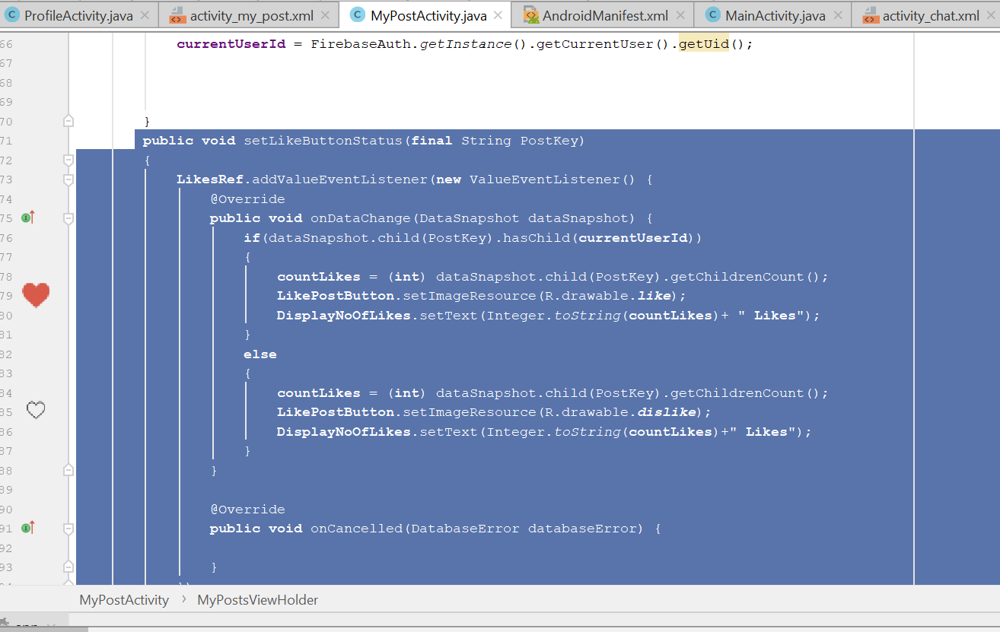 ProfileActivity.java activity_my_post.xml MyPostActivity.java AndroidManifest.xml MainActivity.java activity_chat.xml
66 currentUserId = FirebaseAuth.getInstance().getCurrentUser().getUid();
67
68
69
70 }
71 public void setLikeButtonStatus(final String PostKey)
72 {
73 LikesRef.addValueEventListener(new ValueEventListener() {
74 @Override
75 public void onDataChange(DataSnapshot dataSnapshot) {
76 if(dataSnapshot.child(PostKey).hasChild(currentUserId))
77 {
78 countLikes = (int) dataSnapshot.child(PostKey).getChildrenCount();
79 LikePostButton.setImageResource(R.drawable.like);
80 DisplayNoOfLikes.setText(Integer.toString(countLikes)+ " Likes");
81 }
82 else
83 {
84 countLikes = (int) dataSnapshot.child(PostKey).getChildrenCount();
85 LikePostButton.setImageResource(R.drawable.dislike);
86 DisplayNoOfLikes.setText(Integer.toString(countLikes)+" Likes");
87 }
88 }
89
90 @Override
91 public void onCancelled(DatabaseError databaseError) {
92
93 }
MyPostActivity › MyPostsViewHolder